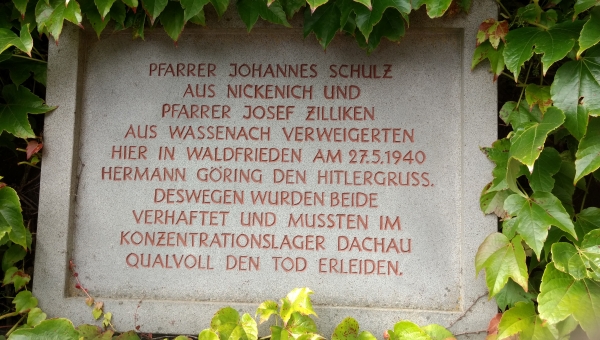 PFARRER JOHANNES SCHULZ
AUS NICKENICH UND
PFARRER JOSEF ZILLIKEN
AUS WASSENACH VERWEIGERTEN
HIER IN WALDFRIEDEN AM 27.5.1940
HERMANN GÖRING DEN HITLERGRUSS.
DESWEGEN WURDEN BEIDE
VERHAFTET UND MUSSTEN IM
KONZENTRATIONSLAGER DACHAU
QUALVOLL DEN TOD ERLEIDEN.